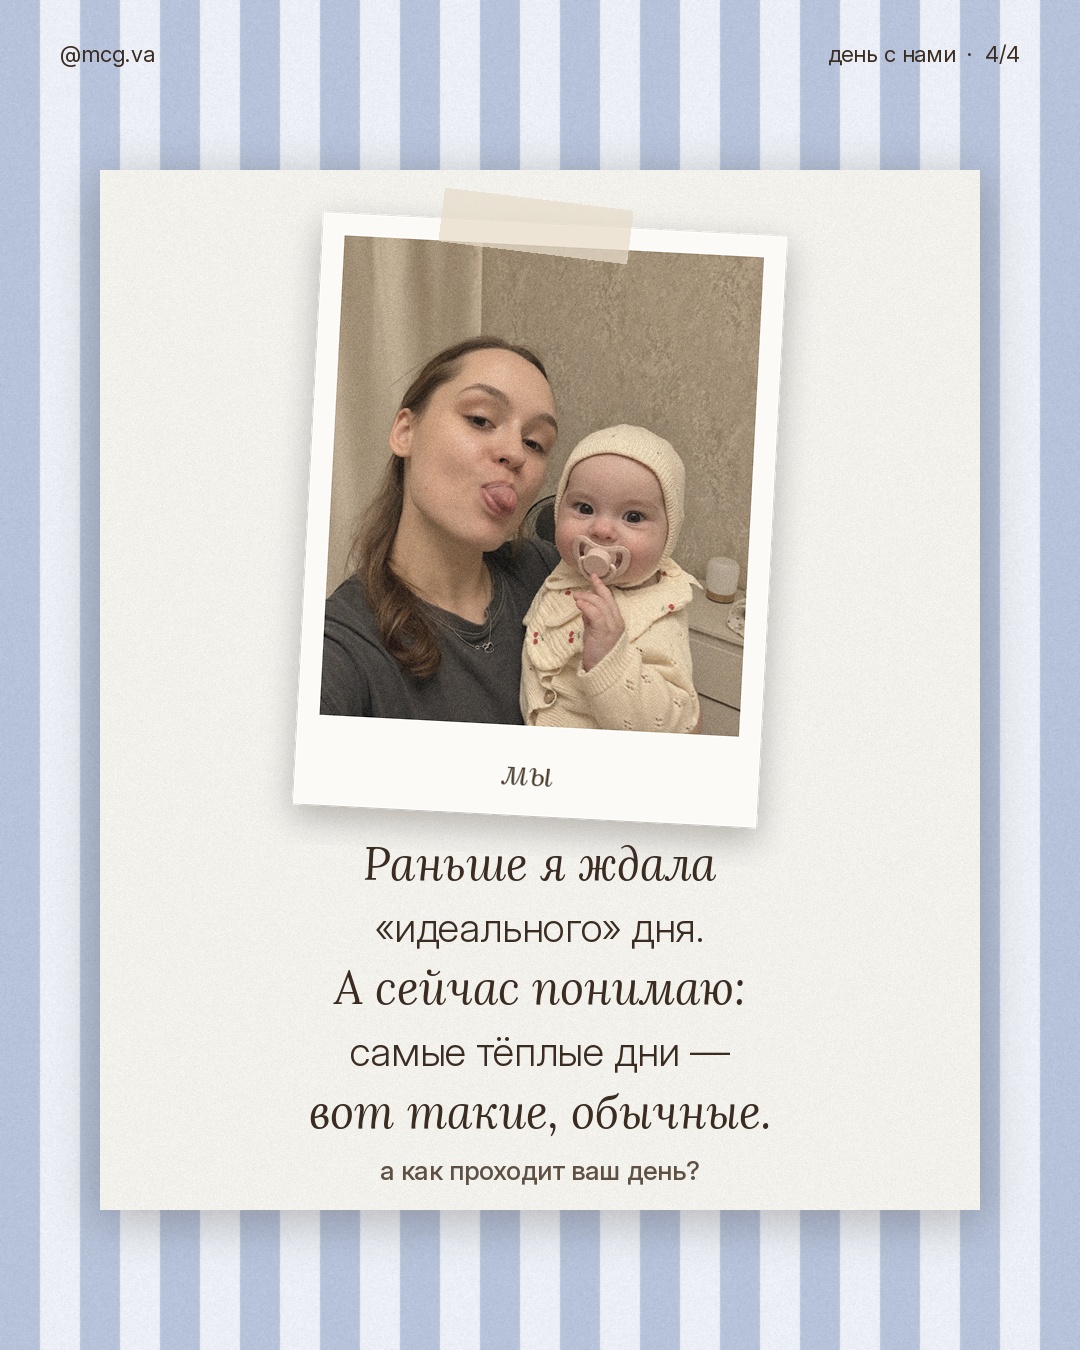 @mcg.va
день с нами · 4/4
мы
Раньше я ждала
«идеального» дня.
А сейчас понимаю:
самые тёплые дни —
вот такие, обычные.
а как проходит ваш день?